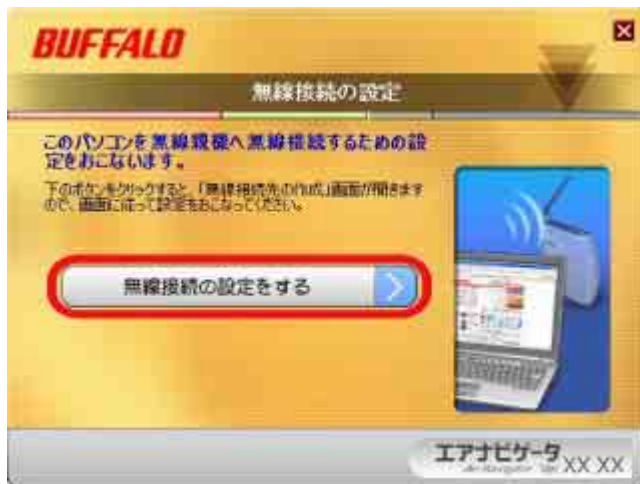 BUFFALO
無線接続の設定
このパソコンを無線親機へ無線接続するための設
定をおこないます。
下のボタンをクリックすると、「無線接続先の作成」画面が開きます
ので、画面に従って設定をおこなってください。
無線接続の設定をする
エアナビゲータ XX XX